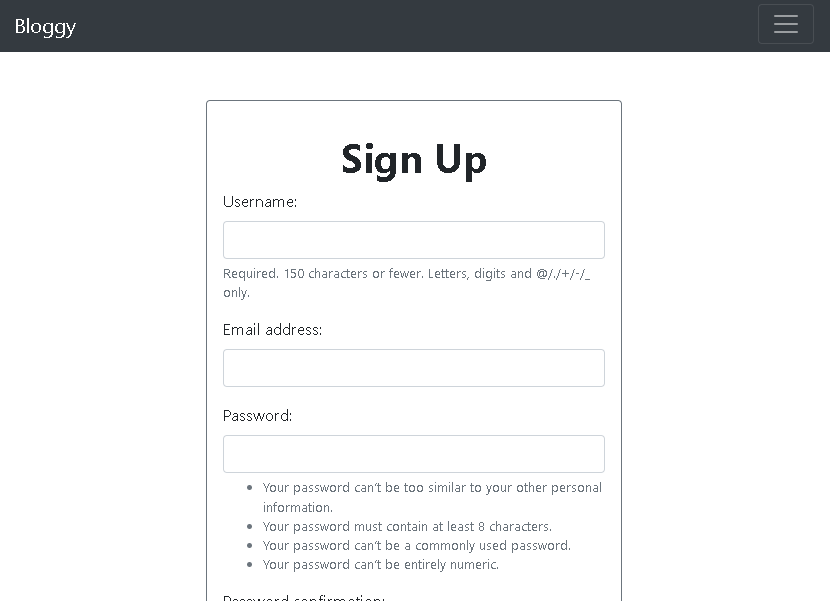 Bloggy
Sign Up
Username:
Required. 150 characters or fewer. Letters, digits and @/./+/-/_
only.
Email address:
Password:
Your password can't be too similar to your other personal
information.
Your password must contain at least 8 characters.
Your password can't be a commonly used password.
Your password can't be entirely numeric.
Password confirmation: